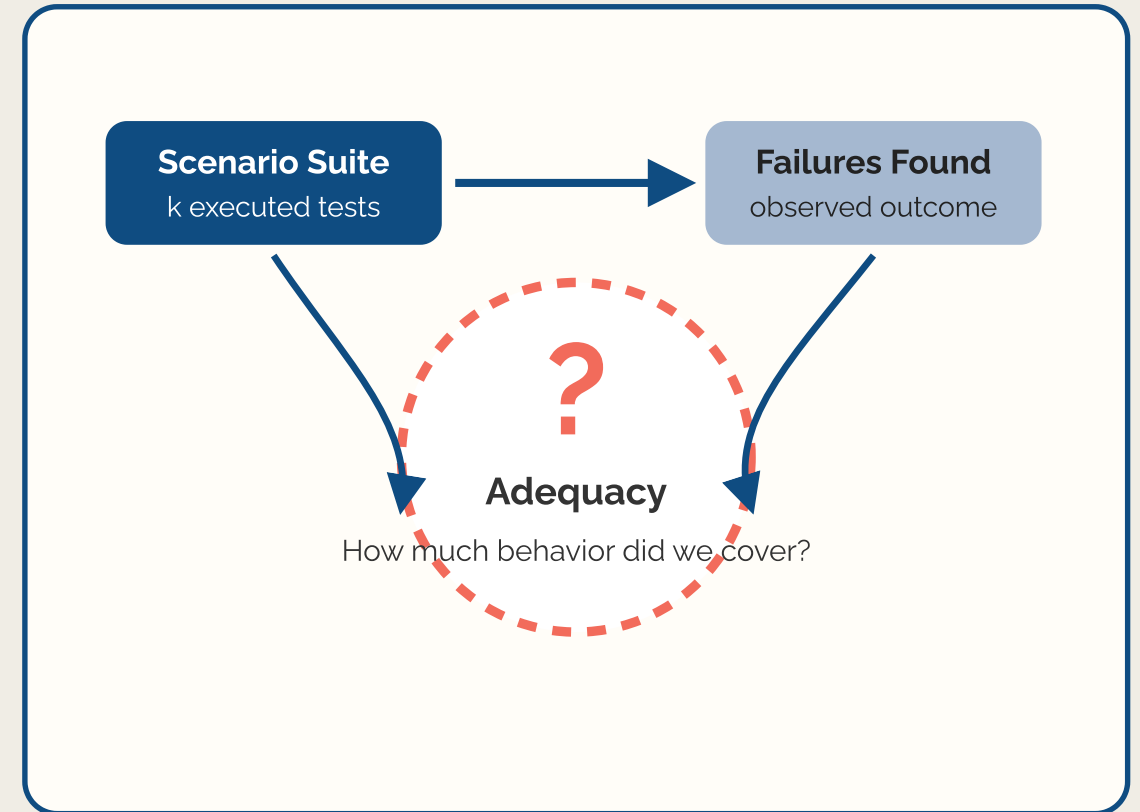 Scenario Suite
k executed tests
Failures Found
observed outcome
?
Adequacy
How much behavior did we cover?